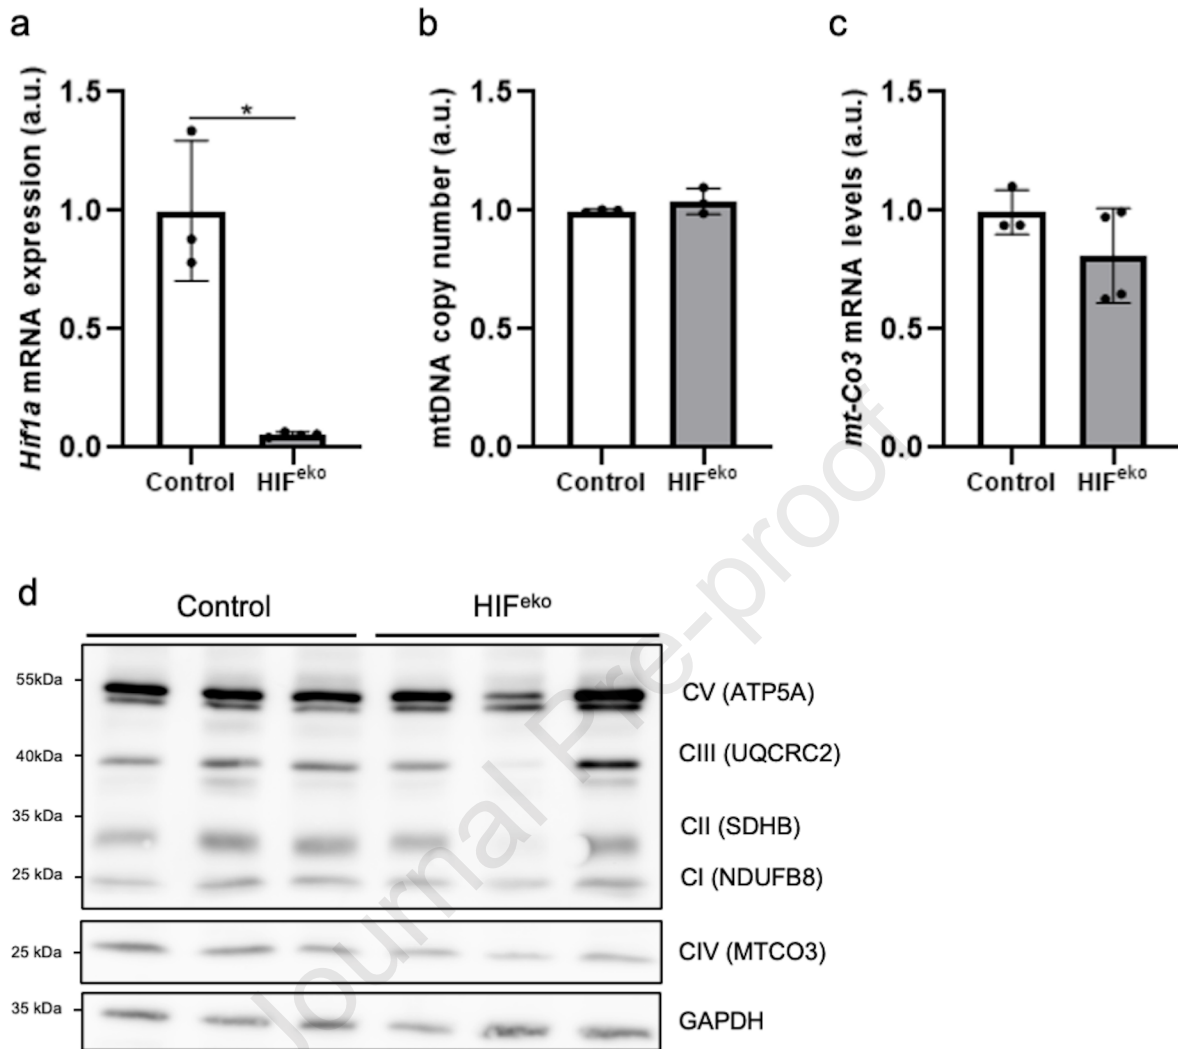 a
b
c
Hif1a mRNA expression (a.u.)
1.5
1.0
0.5
0.0
*
Control HIFeko
mtDNA copy number (a.u.)
1.5
1.0
0.5
0.0
Control HIFeko
mt-Co3 mRNA levels (a.u.)
1.5
1.0
0.5
0.0
Control HIFeko
d
Control
HIFeko
55kDa
CV (ATP5A)
40kDa
CIII (UQCRC2)
35 kDa
CII (SDHB)
25 kDa
CI (NDUFB8)
25 kDa
CIV (MTCO3)
35 kDa
GAPDH
Journal Pre-proof